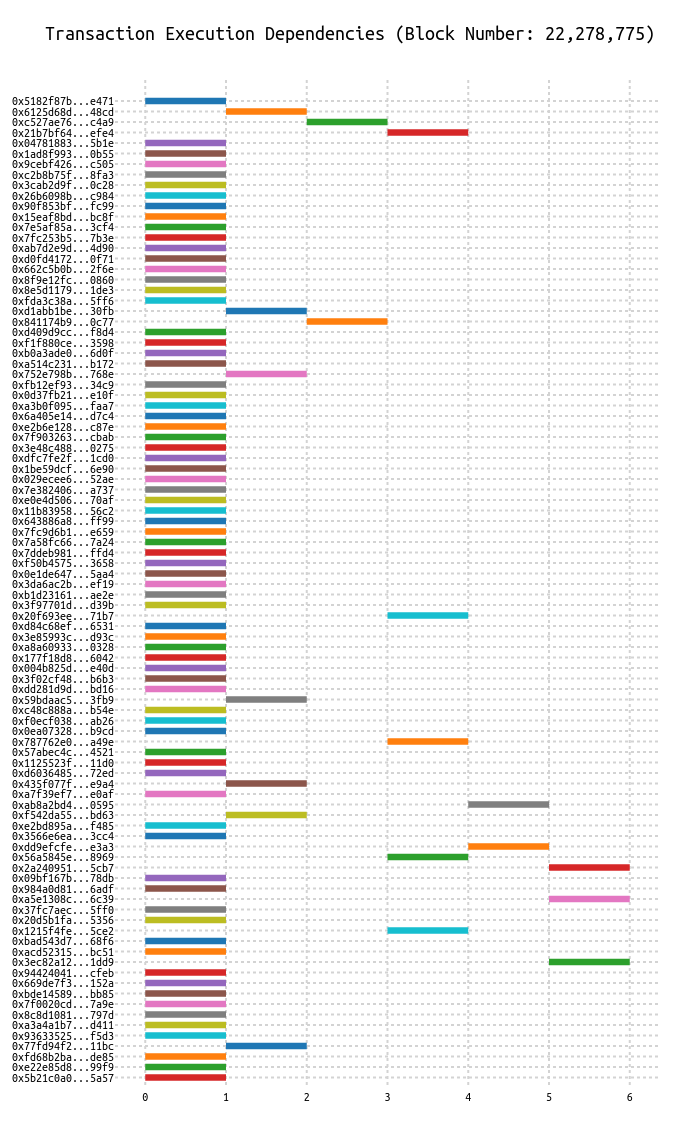 Transaction Execution Dependencies (Block Number: 22,278,775)
0x5182f87b...e471
0x6125d68d...48cd
0xc527ae76...c4a9
0x21b7bf64...efe4
0x04781883...5b1e
0x1ad8f993...0b55
0x9cebf426...c505
0xc2b8b75f...8fa3
0x3cab2d9f...0c28
0x26b6098b...c984
0x90f853bf...fc99
0x15eaf8bd...bc8f
0x7e5af85a...3cf4
0x7fc253b5...7b3e
0xab7d2e9d...4d90
0xd0fd4172...0f71
0x662c5b0b...2f6e
0x8f9e12fc...0860
0x8e5d1179...1de3
0xfda3c38a...5ff6
0xd1abb1be...30fb
0x841174b9...0c77
0xd409d9cc...f8d4
0xf1f880ce...3598
0xb0a3ade0...6d0f
0xa514c231...b172
0x752e798b...768e
0xfb12ef93...34c9
0x0d37fb21...e10f
0xa3b0f095...faa7
0x6a405e14...d7c4
0xe2b6e128...c87e
0x7f903263...cbab
0x3e48c488...0275
0xdfc7fe2f...1cd0
0x1be59dcf...6e90
0x029ecee6...52ae
0x7e382406...a737
0xe0e4d506...70af
0x11b83958...56c2
0x643886a8...ff99
0x7fc9d6b1...e659
0x7a58fc66...7a24
0x7ddeb981...ffd4
0xf50b4575...3658
0x0e1de647...5aa4
0x3da6ac2b...ef19
0xb1d23161...ae2e
0x3f97701d...d39b
0x20f693ee...71b7
0xd84c68ef...6531
0x3e85993c...d93c
0xa8a60933...0328
0x177f18d8...6042
0x004b825d...e40d
0x3f02cf48...b6b3
0xdd281d9d...bd16
0x59bdaac5...3fb9
0xc48c888a...b54e
0xf0ecf038...ab26
0x0ea07328...b9cd
0x787762e0...a49e
0x57abec4c...4521
0x1125523f...11d0
0xd6036485...72ed
0x435f077f...e9a4
0xa7f39ef7...e0af
0xab8a2bd4...0595
0xf542da55...bd63
0xe2bd895a...f485
0x3566e6ea...3cc4
0xdd9efcfe...e3a3
0x56a5845e...8969
0x2a240951...5cb7
0x09bf167b...78db
0x984a0d81...6adf
0xa5e1308c...6c39
0x37fc7aec...5ff0
0x20d5b1fa...5356
0x1215f4fe...5ce2
0xbad543d7...68f6
0xacd52315...bc51
0x3ec82a12...1dd9
0x94424041...cfeb
0x669de7f3...152a
0xbde14589...bb85
0x7f0020cd...7a9e
0x8c8d1081...797d
0xa3a4a1b7...d411
0x93633525...f5d3
0x77fd94f2...11bc
0xfd68b2ba...de85
0xe22e85d8...99f9
0x5b21c0a0...5a57
0 1 2 3 4 5 6